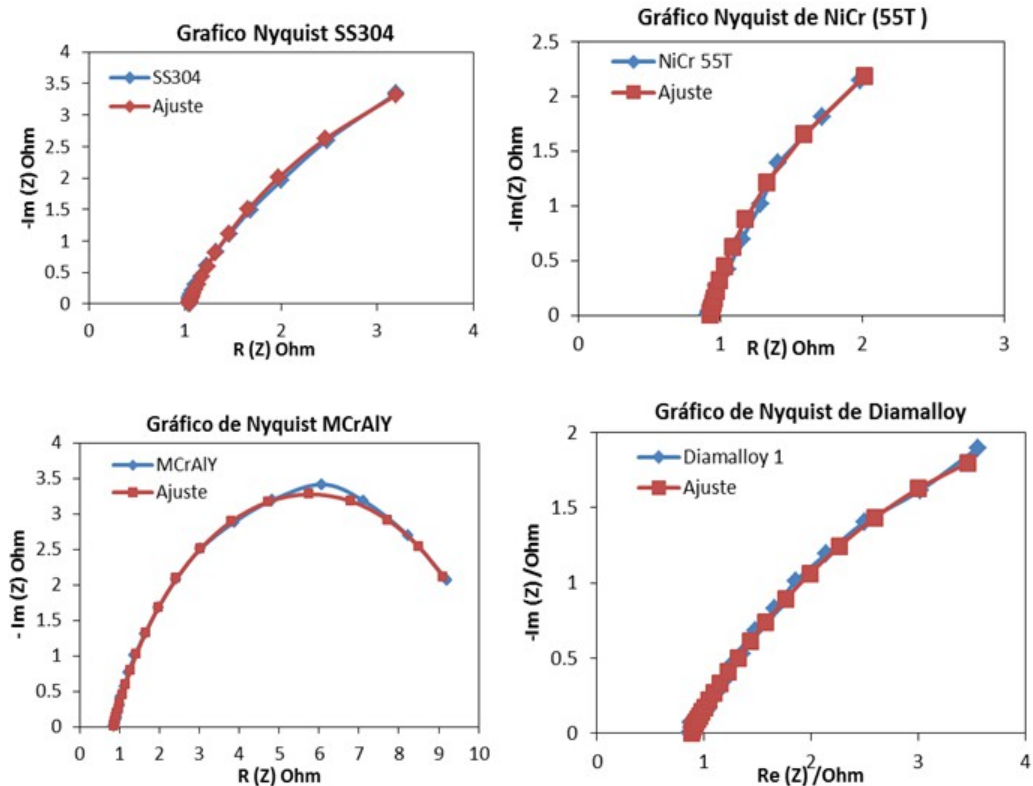 Grafico Nyquist SS304
SS304
Ajuste
4
3.5
3
2.5
2
1.5
1
0.5
0
-Im (Z) Ohm
0 1 2 3 4
R (Z) Ohm
Gráfico Nyquist de NiCr (55T )
NiCr 55T
Ajuste
2.5
2
1.5
1
0.5
0
-Im(Z) Ohm
0 1 2 3
R (Z) Ohm
Gráfico de Nyquist MCrAlY
MCrAlY
Ajuste
4
3.5
3
2.5
2
1.5
1
0.5
0
- Im (Z) Ohm
0 1 2 3 4 5 6 7 8 9 10
R (Z) Ohm
Gráfico de Nyquist de Diamalloy
Diamalloy 1
Ajuste
2
1.5
1
0.5
0
-Im (Z) /Ohm
0 1 2 3 4
Re (Z) /Ohm